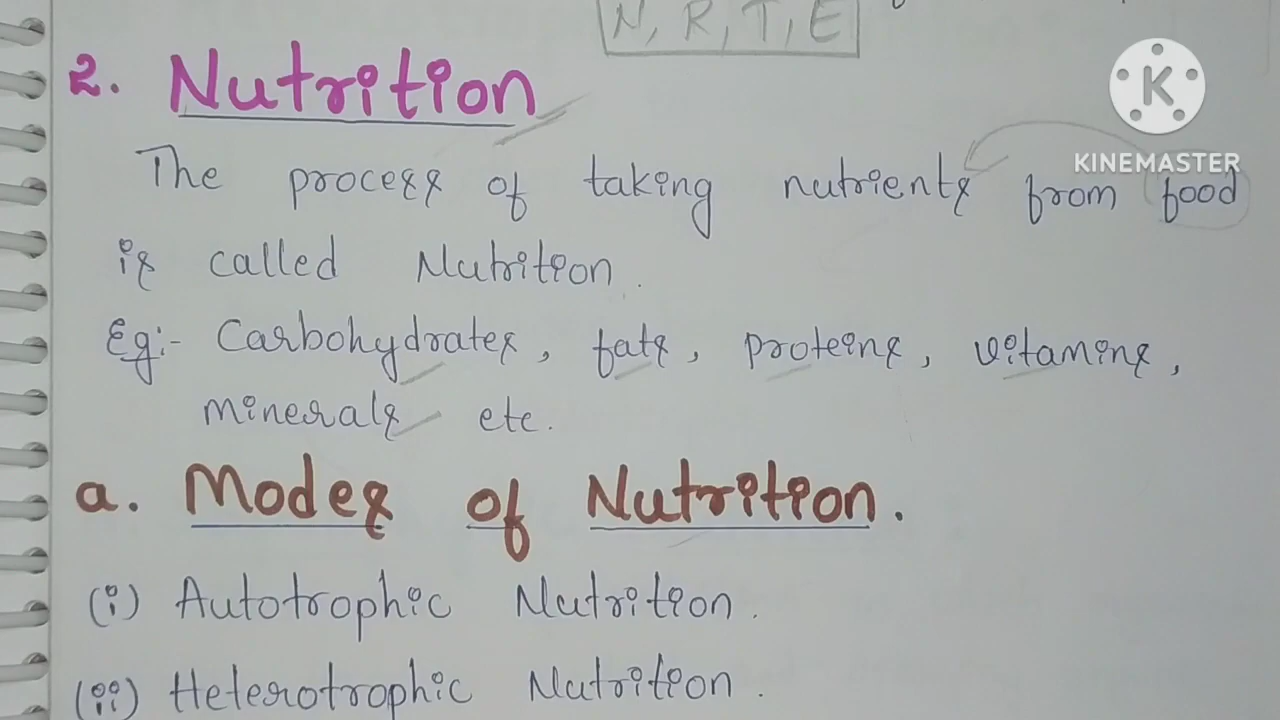 N, R, T, E
2. Nutrition
K
KINEMASTER
The process of taking nutrients from food
is called Nutrition.
Eg:- Carbohydrates, fats, proteins, vitamins,
minerals etc.
a. Modes of Nutrition.
(i) Autotrophic Nutrition.
(ii) Heterotrophic Nutrition.